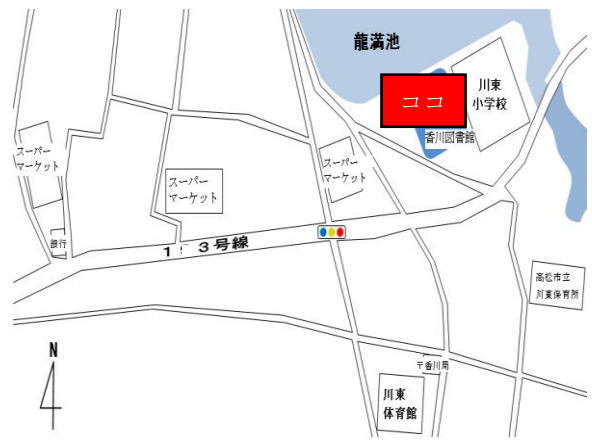 龍満池
川東
小学校
ココ
香川図書館
スーパー
マーケット
スーパー
マーケット
スーパー
マーケット
銀行
193号線
高松市立
川東保育所
〒香川局
川東
体育館
N